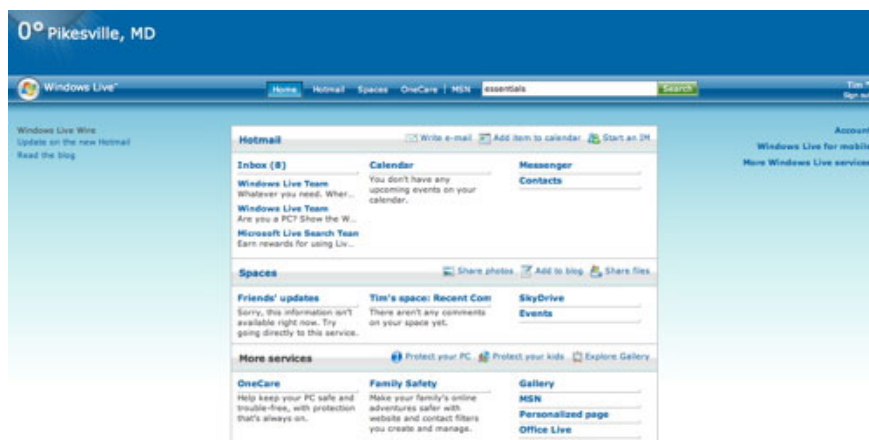 0° Pikesville, MD
Windows Live™
Home Hotmail Spaces OneCare | MSN essentials Search
Tim
Sign out
Windows Live Wire
Update on the new Hotmail
Read the blog
Account
Windows Live for mobile
More Windows Live services
Hotmail Write e-mail Add item to calendar Start an IM
Inbox (8) Calendar Messenger
Windows Live Team You don't have any Contacts
Whatever you need. Wher... upcoming events on your
Windows Live Team calendar.
Are you a PC? Show the W...
Microsoft Live Search Team
Earn rewards for using Liv...
Spaces Share photos Add to blog Share files
Friends' updates Tim's space: Recent Com SkyDrive
Sorry, this information isn't There aren't any comments Events
available right now. Try on your space yet.
going directly to this service.
More services Protect your PC Protect your kids Explore Gallery
OneCare Family Safety Gallery
Help keep your PC safe and Make your family's online MSN
trouble-free, with protection adventures safer with Personalized page
that's always on. website and contact filters Office Live
you create and manage.